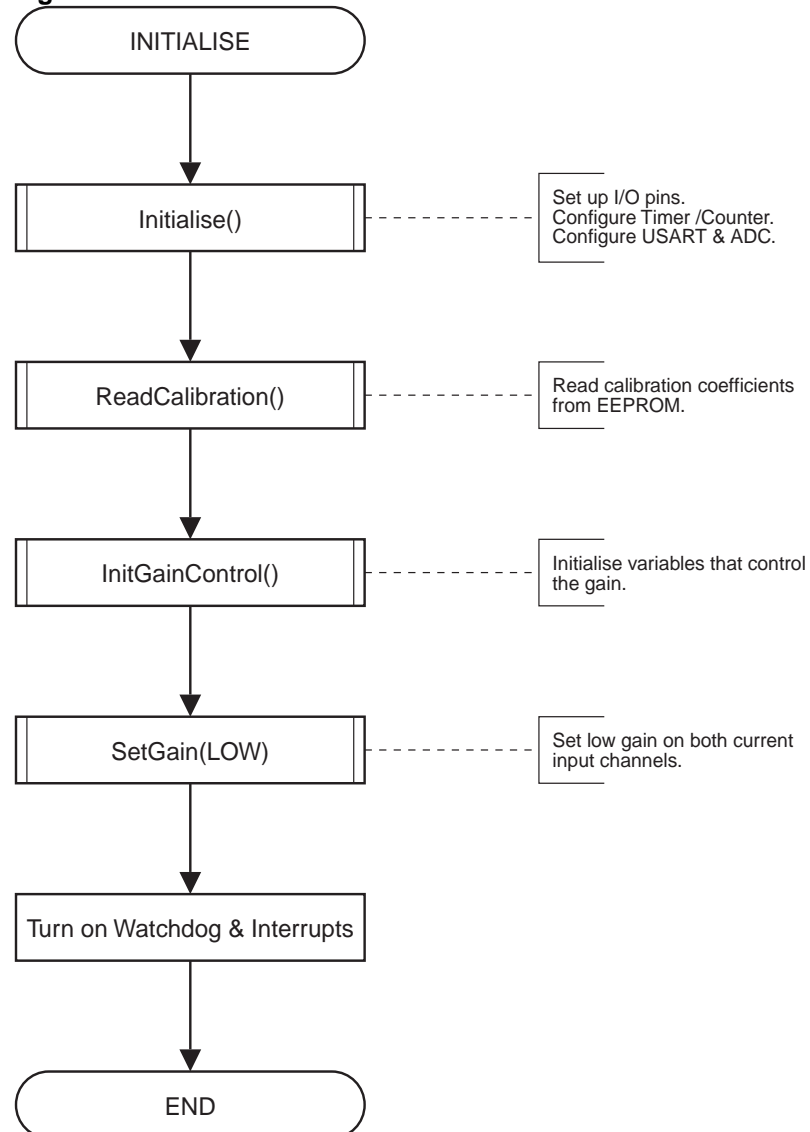 INITIALISE
Initialise()
Set up I/O pins.
Configure Timer /Counter.
Configure USART & ADC.
ReadCalibration()
Read calibration coefficients
from EEPROM.
InitGainControl()
Initialise variables that control
the gain.
SetGain(LOW)
Set low gain on both current
input channels.
Turn on Watchdog & Interrupts
END